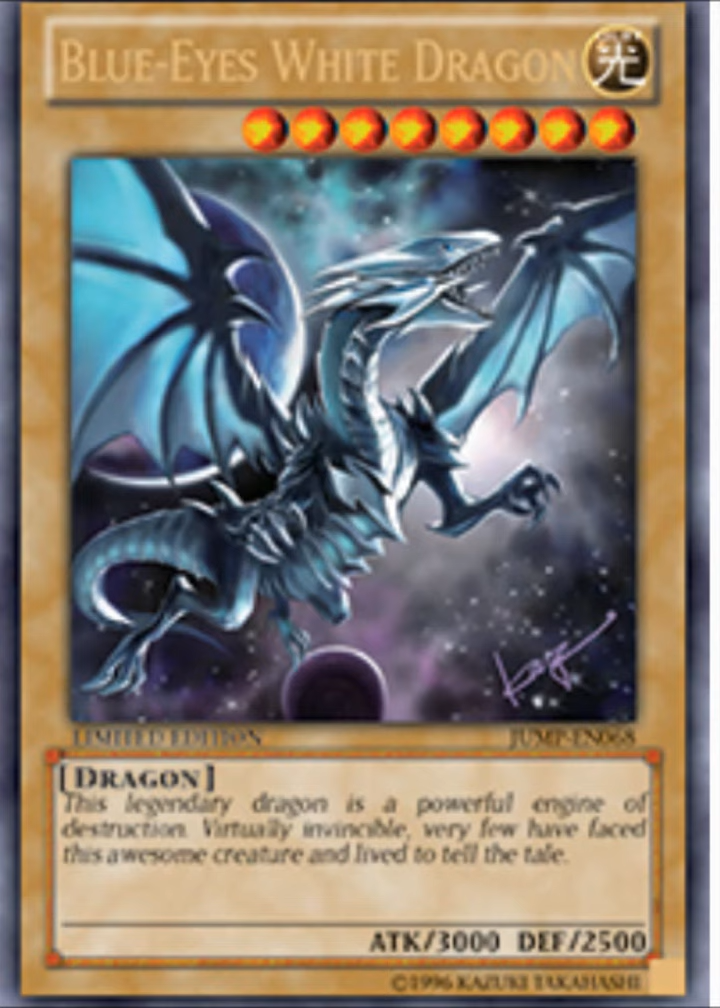 BLUE-EYES WHITE DRAGON
光
LIMITED EDITION
JUMP-EN068
[DRAGON]
This legendary dragon is a powerful engine of
destruction. Virtually invincible, very few have faced
this awesome creature and lived to tell the tale.
ATK/3000 DEF/2500
©1996 KAZUKI TAKAHASHI